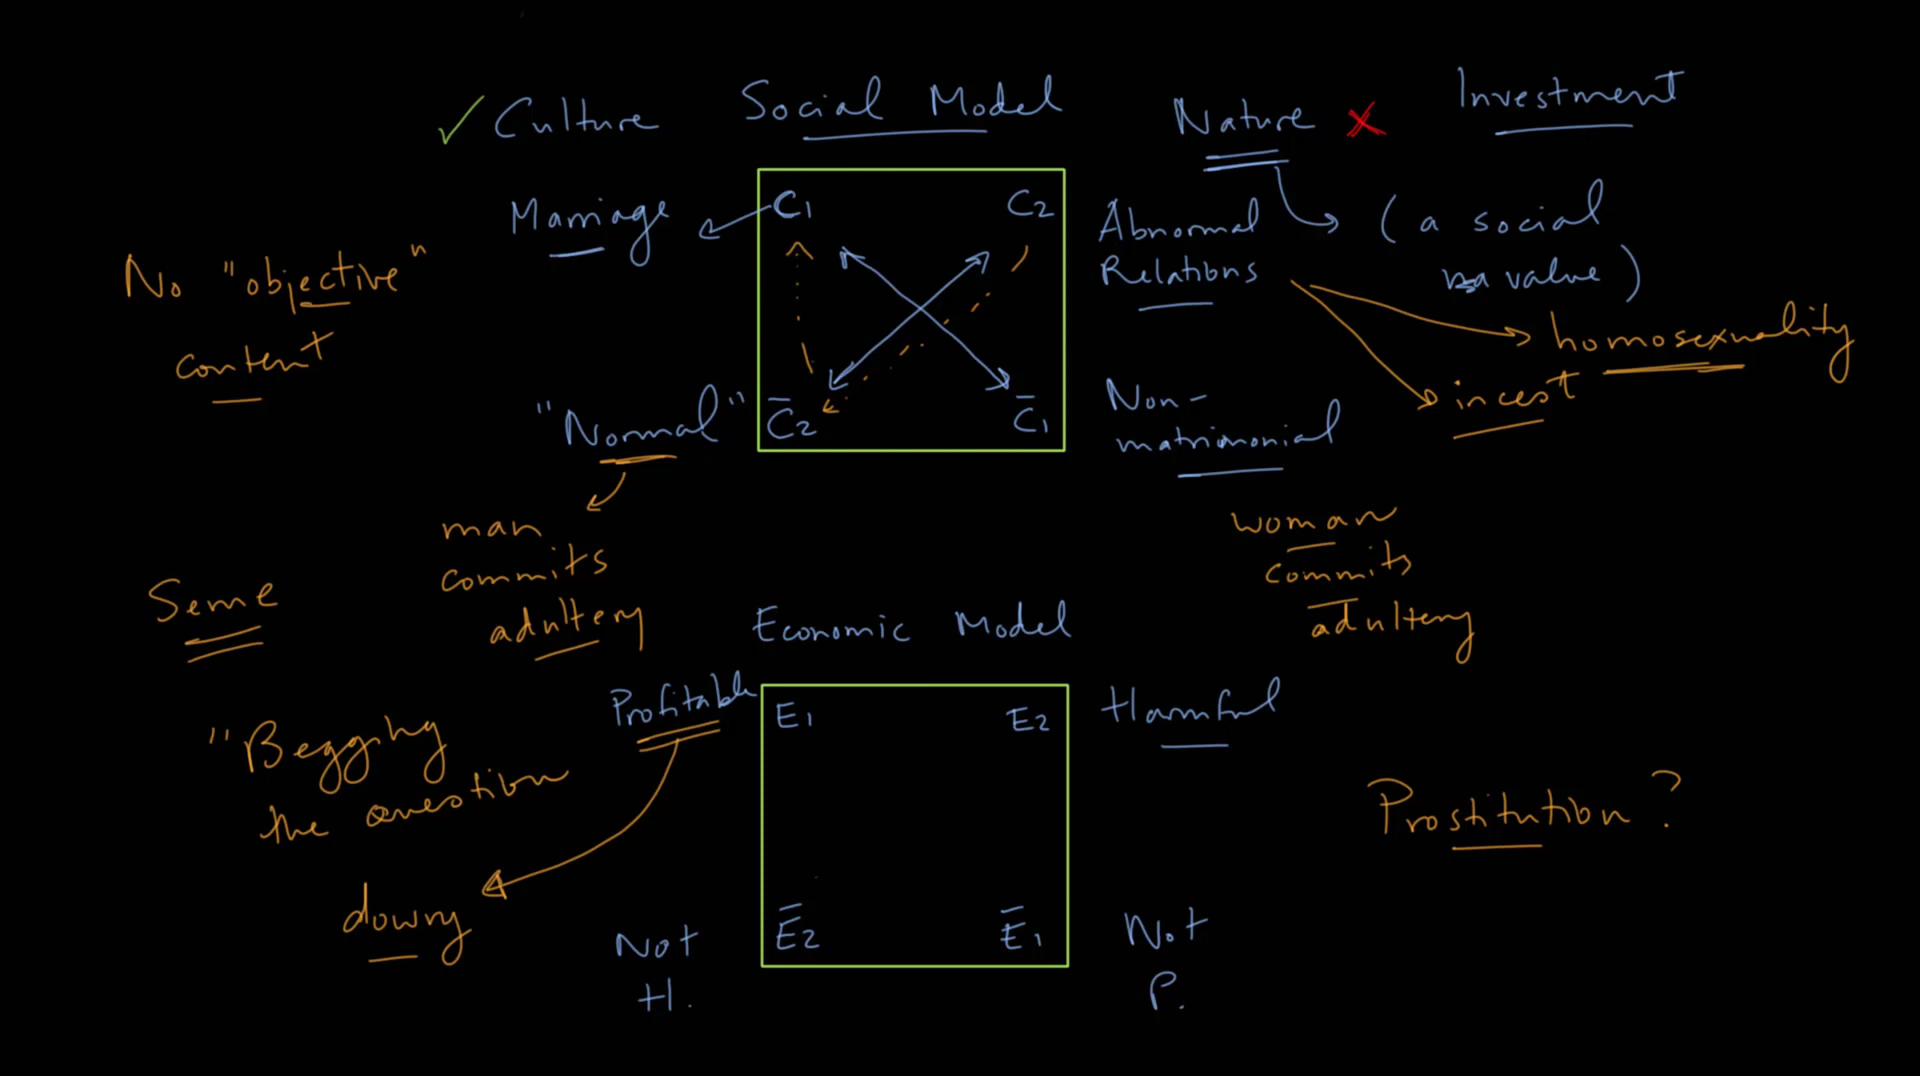 ✓ Culture
Social Model
Nature ✗
Investment
Marriage
C1
C2
Abnormal
Relations
(a social
value)
No "objective"
content
homosexuality
incest
"Normal"
C̅2
C̅1
Non-
matrimonial
man
commits
adultery
woman
commits
adultery
Seme
Economic Model
Profitable
E1
E2
Harmful
"Begging
the question
Prostitution?
dowry
Not
H.
E̅2
E̅1
Not
P.